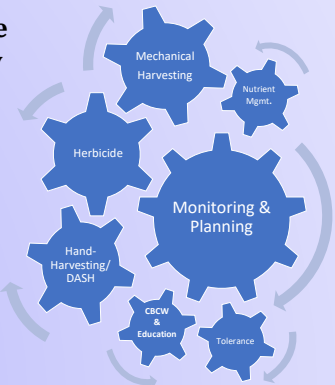 e
Mechanical
Harvesting
Nutrient
Mgmt.
Herbicide
Monitoring &
Planning
Hand-
Harvesting/
DASH
CBCW
&
Education
Tolerance